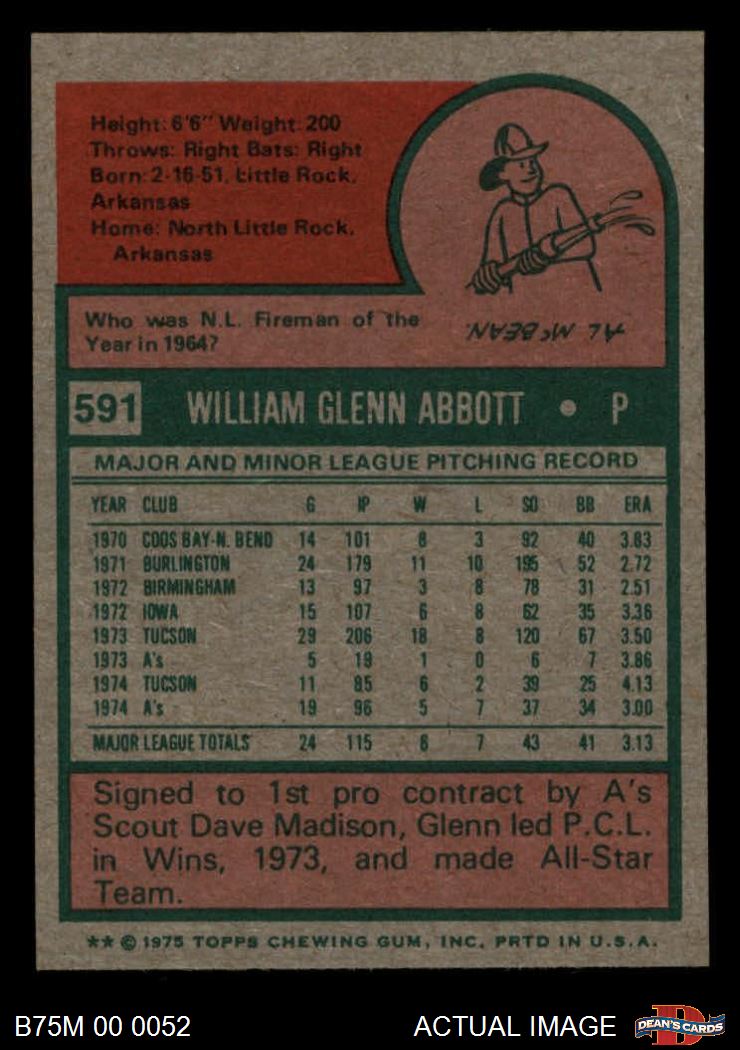 Height: 6'6" Weight: 200
Throws: Right Bats: Right
Born: 2-16-51, Little Rock,
Arkansas
Home: North Little Rock,
Arkansas
Who was N.L. Fireman of the
Year in 1964?
AL McBEAN.
591 WILLIAM GLENN ABBOTT • P
MAJOR AND MINOR LEAGUE PITCHING RECORD
YEAR CLUB G IP W L SO BB ERA
1970 COOS BAY-N. BEND 14 101 8 3 92 40 3.83
1971 BURLINGTON 24 179 11 10 195 52 2.72
1972 BIRMINGHAM 13 97 3 8 78 31 2.51
1972 IOWA 15 107 6 8 62 35 3.36
1973 TUCSON 29 206 18 8 120 67 3.50
1973 A's 5 19 1 0 6 7 3.86
1974 TUCSON 11 85 6 2 39 25 4.13
1974 A's 19 96 5 7 37 34 3.00
MAJOR LEAGUE TOTALS 24 115 6 7 43 41 3.13
Signed to 1st pro contract by A's
Scout Dave Madison, Glenn led P.C.L.
in Wins, 1973, and made All-Star
Team.
** © 1975 TOPPS CHEWING GUM, INC. PRTD IN U.S.A.
B75M 00 0052 ACTUAL IMAGE DEAN'S CARDS